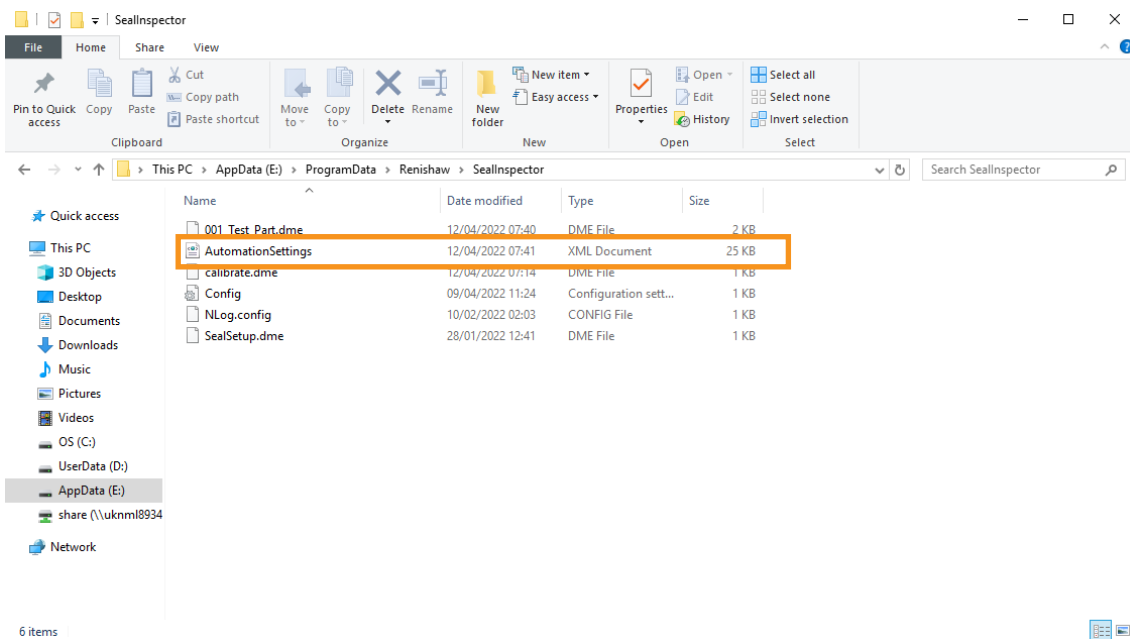 SealInspector
File Home Share View
Pin to Quick access
Copy
Paste
Cut
Copy path
Paste shortcut
Clipboard
Move to
Copy to
Delete
Rename
Organize
New folder
New item
Easy access
New
Properties
Open
Edit
History
Open
Select all
Select none
Invert selection
Select
This PC > AppData (E:) > ProgramData > Renishaw > SealInspector
Search SealInspector
Name Date modified Type Size
001_Test_Part.dme 12/04/2022 07:40 DME File 2 KB
AutomationSettings 12/04/2022 07:41 XML Document 25 KB
calibrate.dme 12/04/2022 07:14 DME File 1 KB
Config 09/04/2022 11:24 Configuration sett... 1 KB
NLog.config 10/02/2022 02:03 CONFIG File 1 KB
SealSetup.dme 28/01/2022 12:41 DME File 1 KB
Quick access
This PC
3D Objects
Desktop
Documents
Downloads
Music
Pictures
Videos
OS (C:)
UserData (D:)
AppData (E:)
share (\\uknml8934
Network
6 items